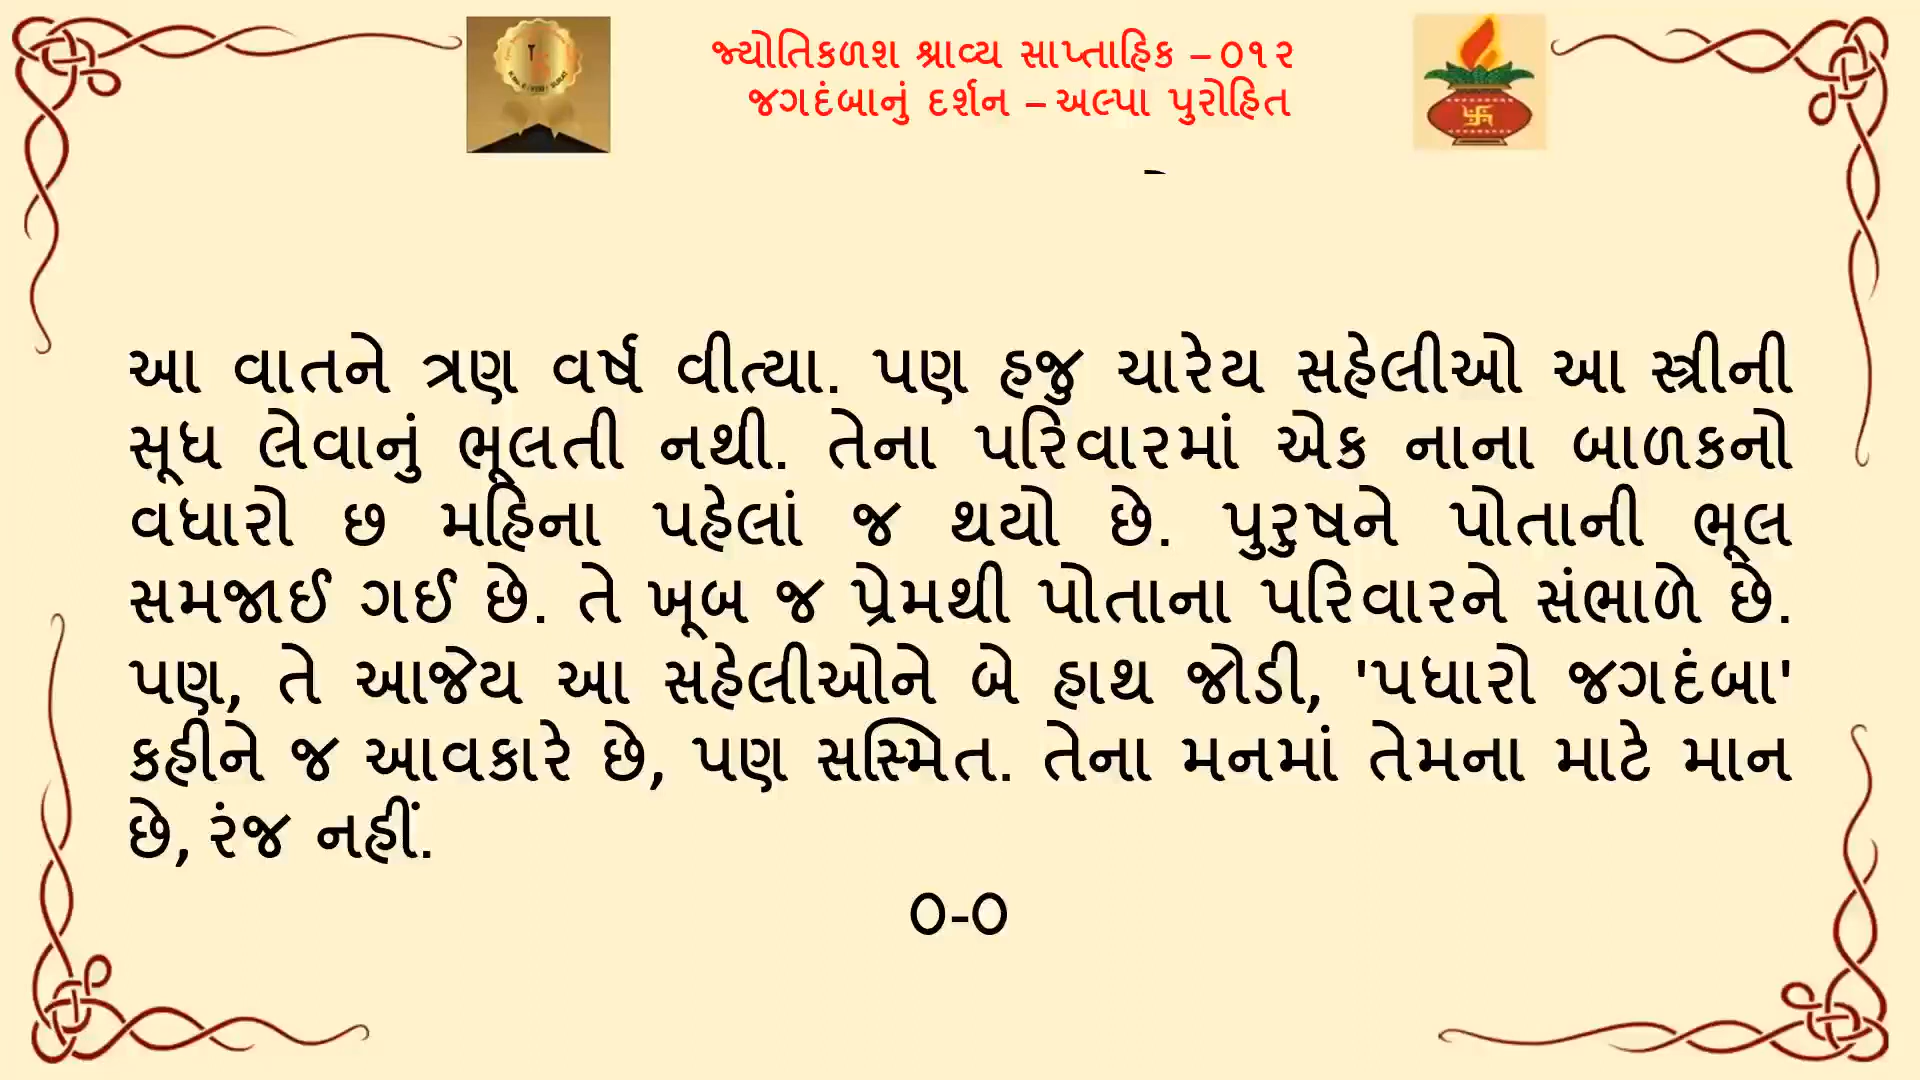 જ્યોતિકળશ શ્રાવ્ય સાપ્તાહિક – ૦૧૨
જગદંબાનું દર્શન – અલ્પા પુરોહિત
આ વાતને ત્રણ વર્ષ વીત્યા. પણ હજુ ચારેય સહેલીઓ આ સ્ત્રીની
સૂધ લેવાનું ભૂલતી નથી. તેના પરિવારમાં એક નાના બાળકનો
વધારો છ મહિના પહેલાં જ થયો છે. પુરુષને પોતાની ભૂલ
સમજાઈ ગઈ છે. તે ખૂબ જ પ્રેમથી પોતાના પરિવારને સંભાળે છે.
પણ, તે આજેય આ સહેલીઓને બે હાથ જોડી, 'પધારો જગદંબા'
કહીને જ આવકારે છે, પણ સસ્મિત. તેના મનમાં તેમના માટે માન
છે, રંજ નહીં.
૦-૦